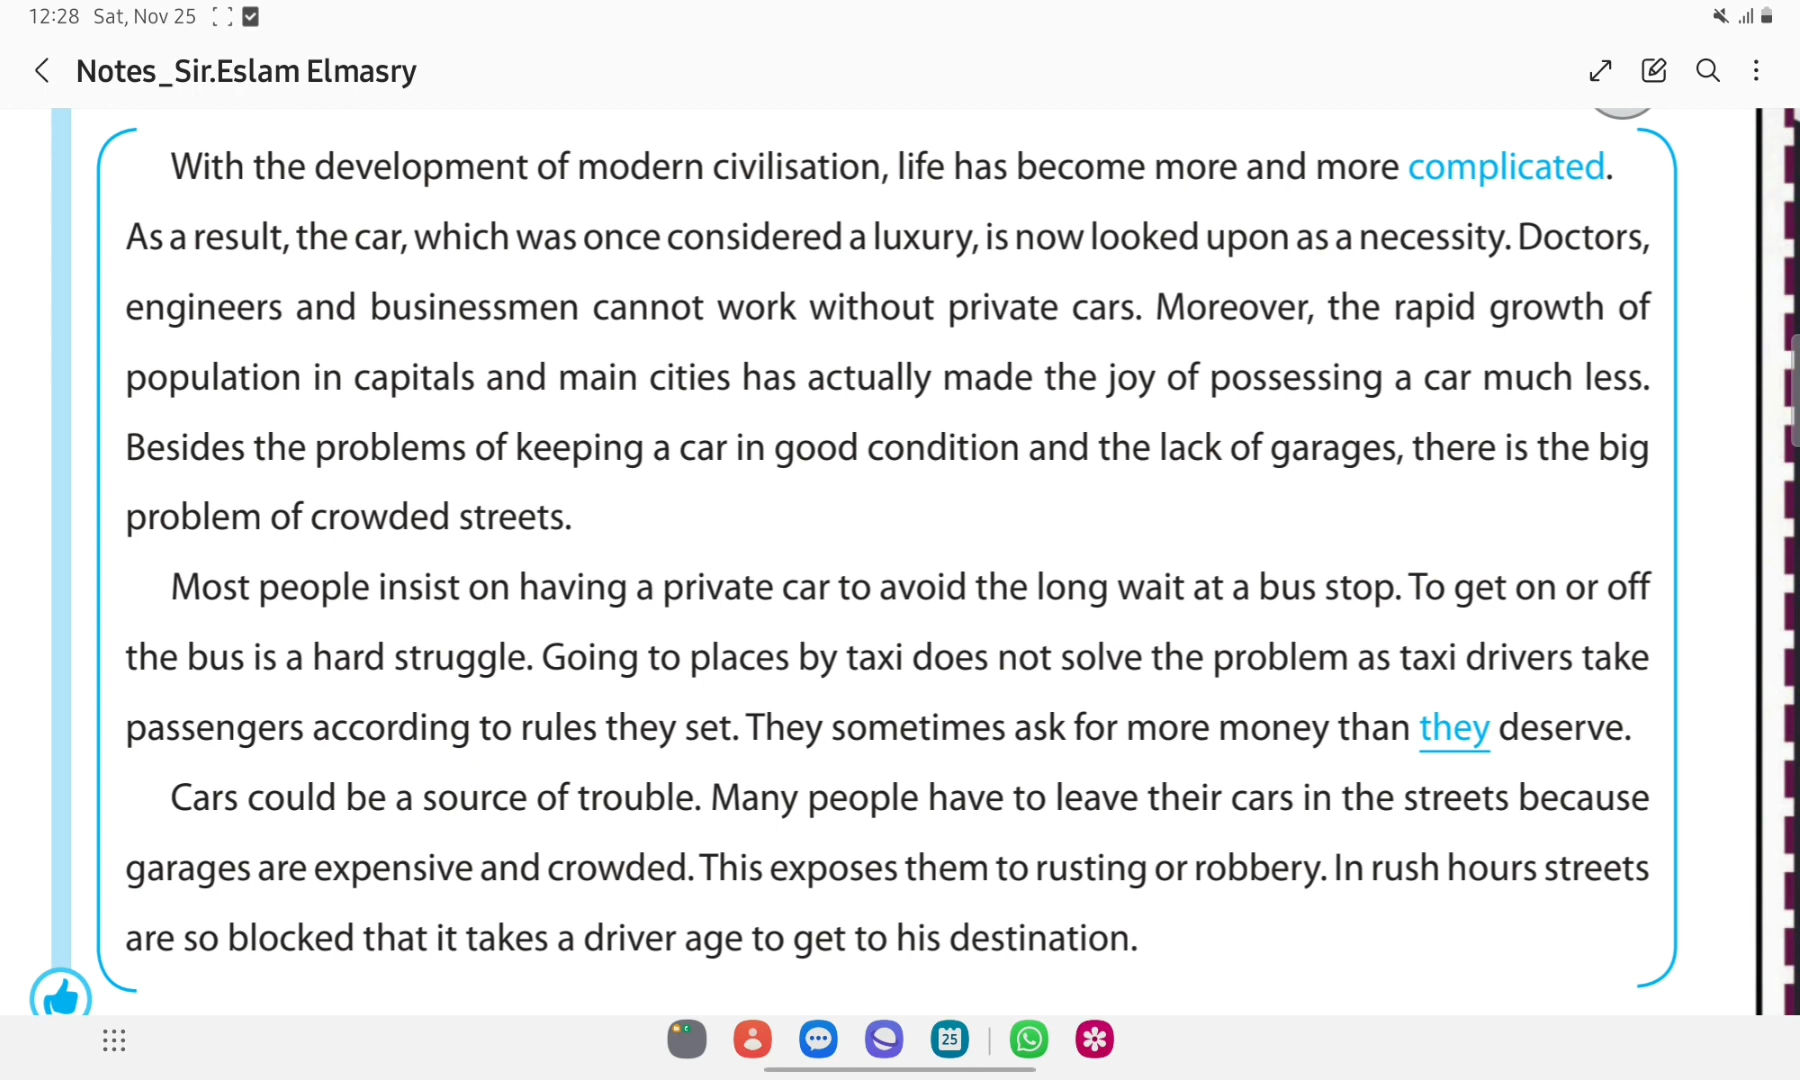 12:28 Sat, Nov 25
Notes_Sir.Eslam Elmasry
With the development of modern civilisation, life has become more and more complicated.
As a result, the car, which was once considered a luxury, is now looked upon as a necessity. Doctors,
engineers and businessmen cannot work without private cars. Moreover, the rapid growth of
population in capitals and main cities has actually made the joy of possessing a car much less.
Besides the problems of keeping a car in good condition and the lack of garages, there is the big
problem of crowded streets.
Most people insist on having a private car to avoid the long wait at a bus stop. To get on or off
the bus is a hard struggle. Going to places by taxi does not solve the problem as taxi drivers take
passengers according to rules they set. They sometimes ask for more money than they deserve.
Cars could be a source of trouble. Many people have to leave their cars in the streets because
garages are expensive and crowded. This exposes them to rusting or robbery. In rush hours streets
are so blocked that it takes a driver age to get to his destination.
25